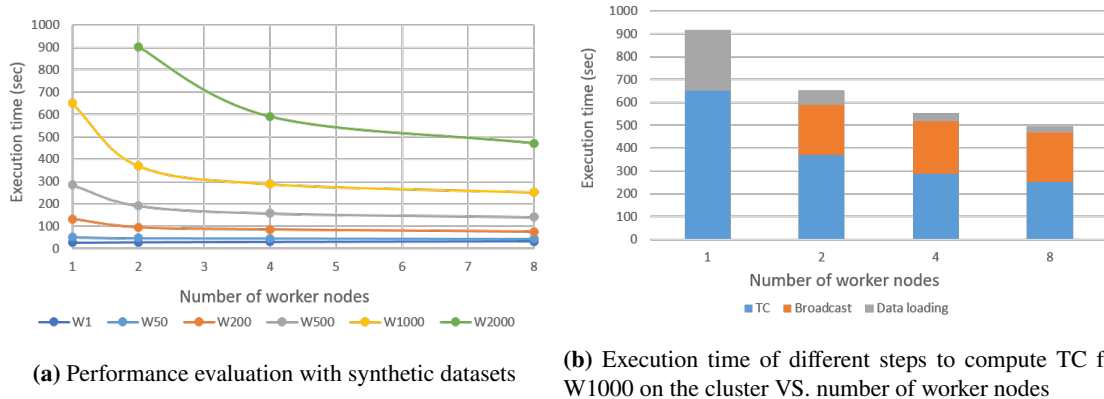 1000
900
800
700
600
500
400
300
200
100
0
Execution time (sec)
1 2 3 4 5 6 7 8
Number of worker nodes
W1 W50 W200 W500 W1000 W2000
(a) Performance evaluation with synthetic datasets
1000
900
800
700
600
500
400
300
200
100
0
Execution time (sec)
1 2 4 8
Number of worker nodes
TC Broadcast Data loading
(b) Execution time of different steps to compute TC f
W1000 on the cluster VS. number of worker nodes